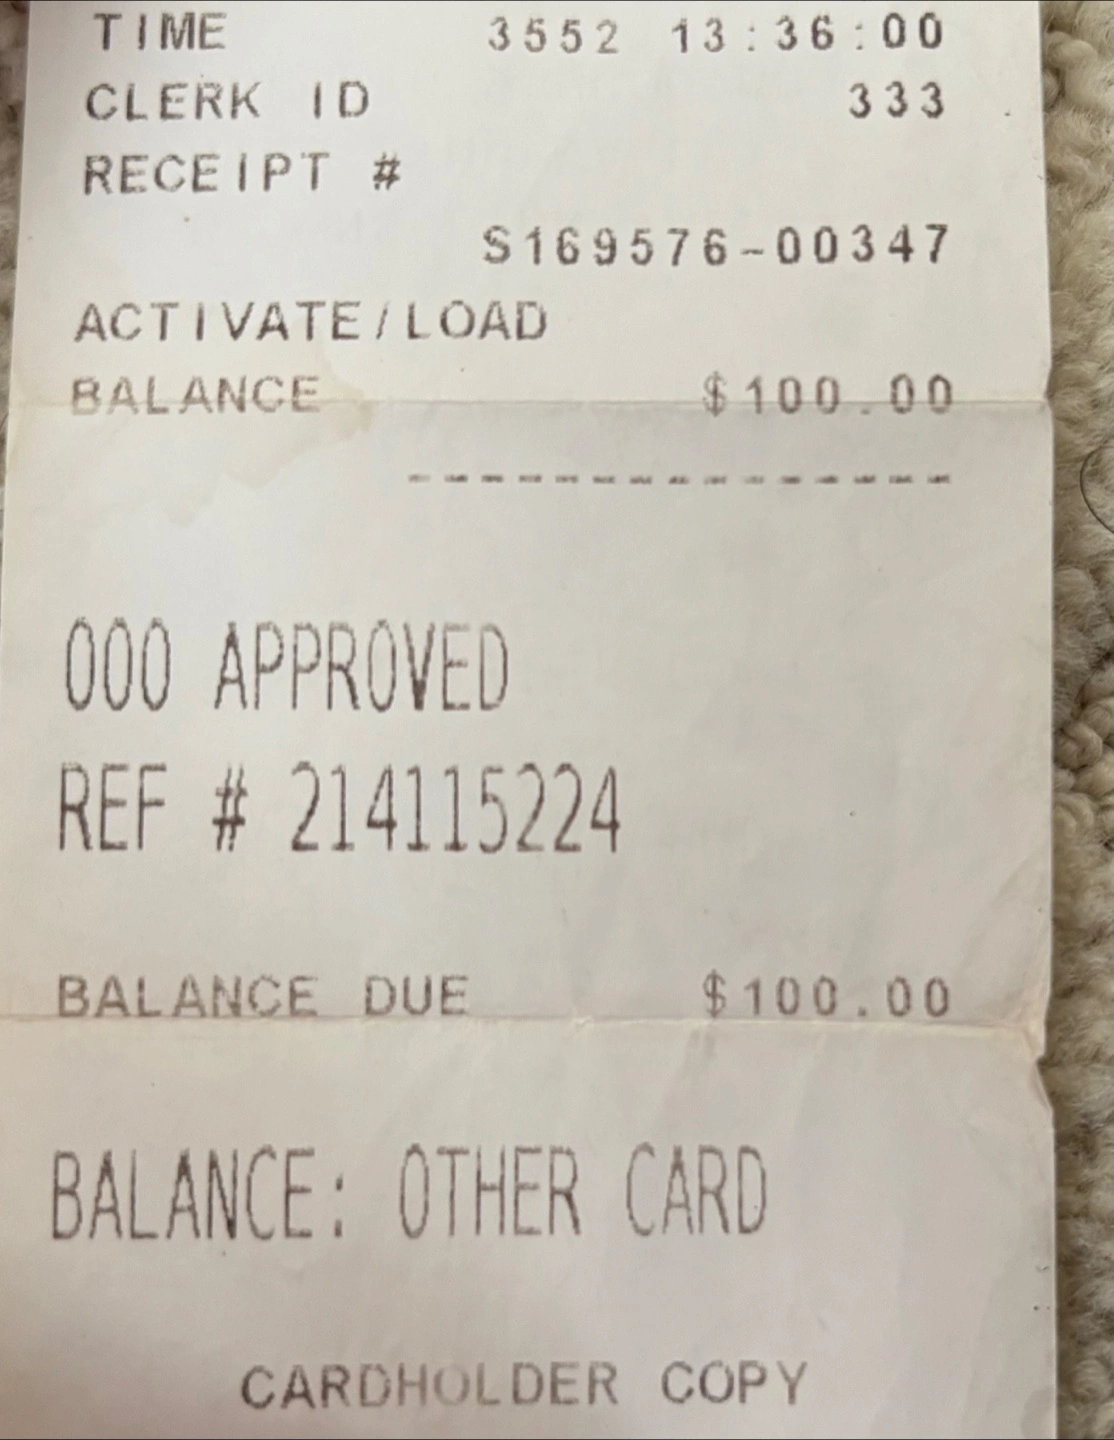 TIME 3552 13:36:00
CLERK ID 333
RECEIPT #
S169576-00347
ACTIVATE/LOAD
BALANCE $100.00
---------------
000 APPROVED
REF # 214115224
BALANCE DUE $100.00
BALANCE: OTHER CARD
CARDHOLDER COPY